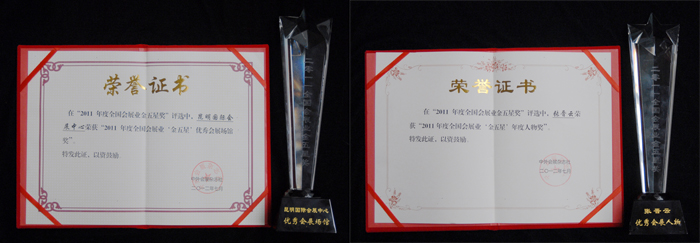 荣誉证书
在"2011年度全国会展业金五星奖"评选中,昆明国际会
展中心荣获"2011年度全国会展业'金五星'优秀会展场馆
奖"。
特发此证,以资鼓励
二〇一二年七月
昆明国际会展中心
优秀会展场馆
荣誉证书
在"2011年度全国会展业金五星奖"评选中,张晋云荣
获"2011年度全国会展业'金五星'年度人物奖"。
特发此证,以资鼓励。
二〇一二年七月
张晋云
优秀会展人物